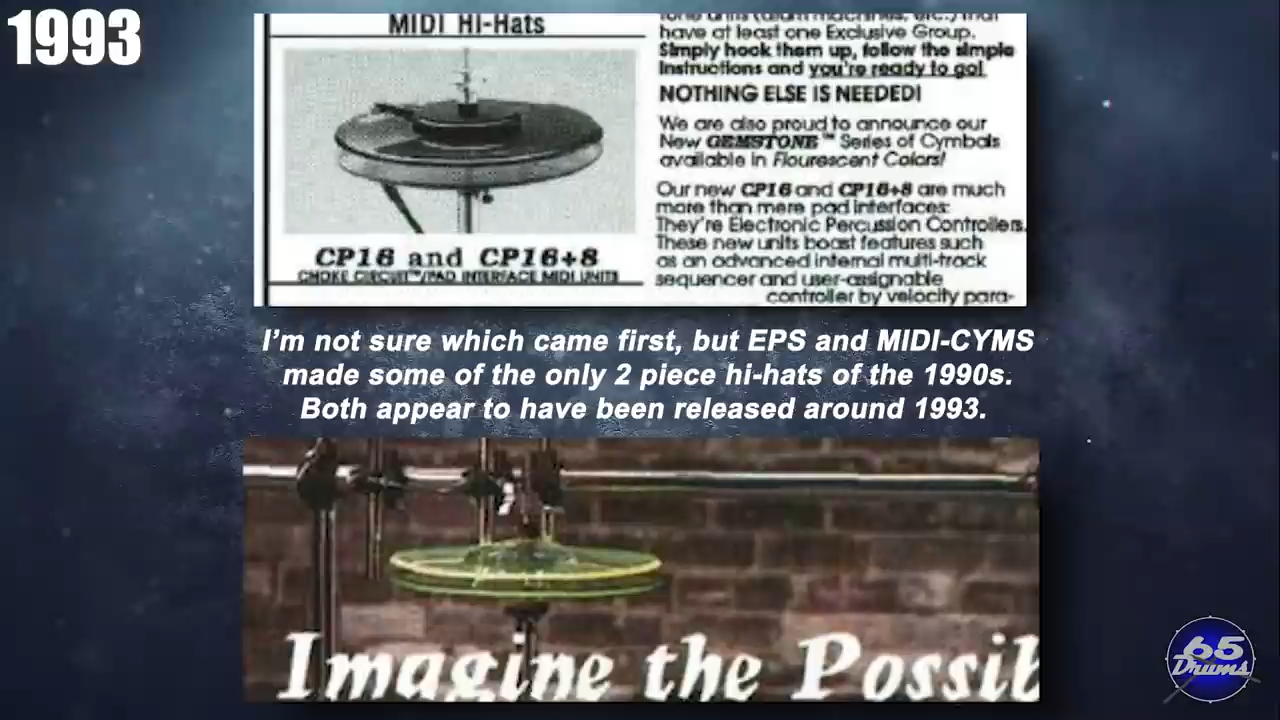 1993
MIDI Hi-Hats
CP16 and CP16+8
CHOKE CIRCUIT™/PAD INTERFACE MIDI UNITS
tone units (drum machines, etc.) that
have at least one Exclusive Group.
Simply hook them up, follow the simple
instructions and you're ready to go!
NOTHING ELSE IS NEEDED!
We are also proud to announce our
New GEMSTONE™ Series of Cymbals
available in Flourescent Colors!
Our new CP16 and CP16+8 are much
more than mere pad interfaces:
They're Electronic Percussion Controllers.
These new units boast features such
as an advanced internal multi-track
sequencer and user-assignable
controller by velocity para-
I'm not sure which came first, but EPS and MIDI-CYMS
made some of the only 2 piece hi-hats of the 1990s.
Both appear to have been released around 1993.
Imagine the Possib
65
Drums